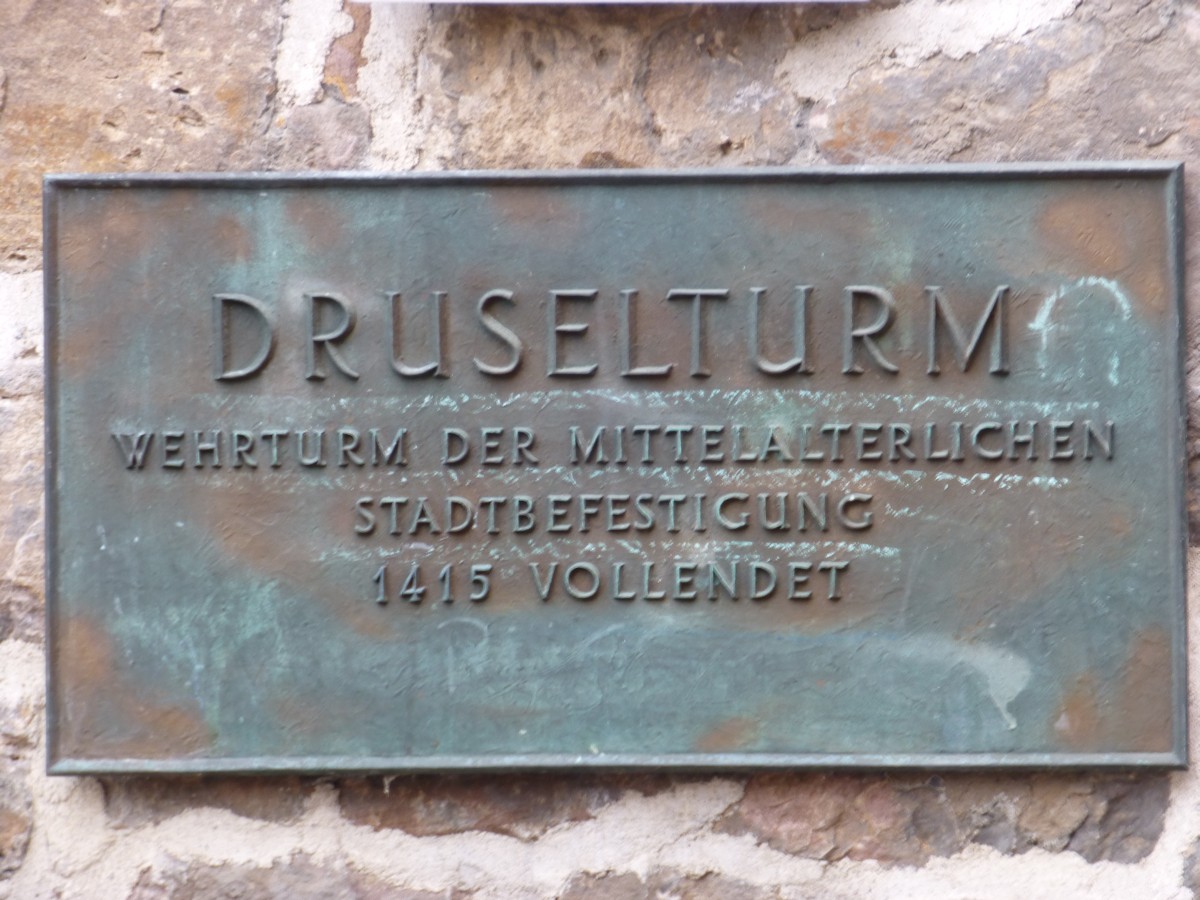 DRUSELTURM
WEHRTURM DER MITTELALTERLICHEN
STADTBEFESTIGUNG
1415 VOLLENDET